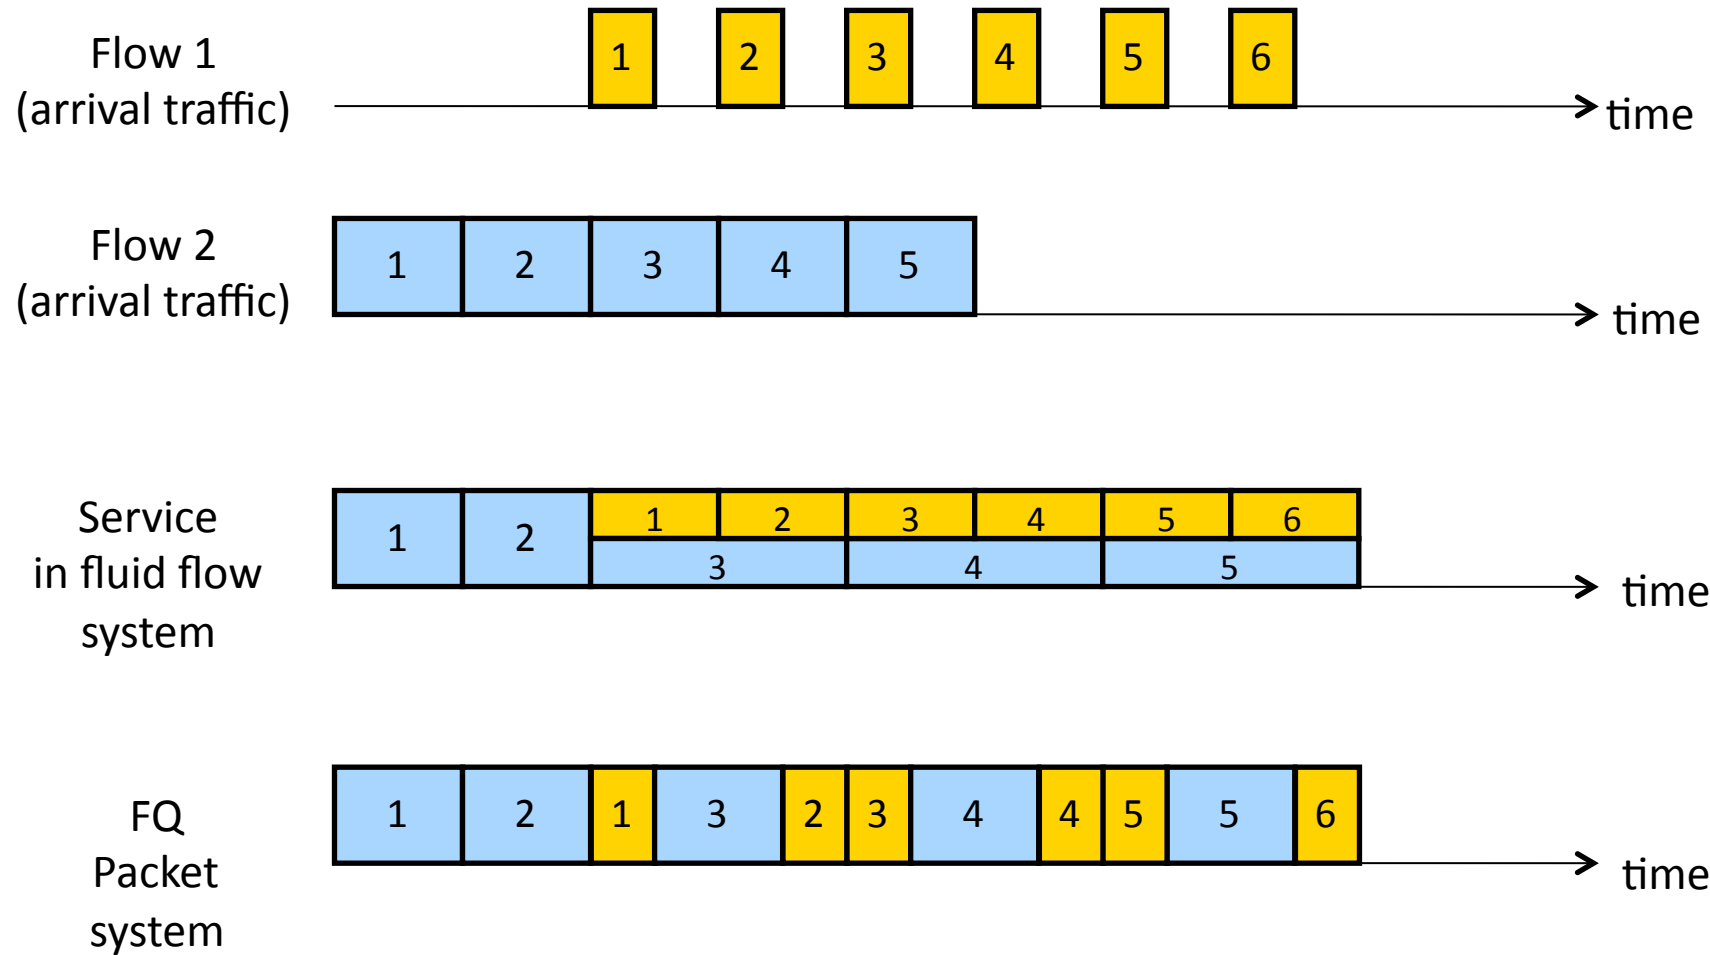 Flow 1
(arrival traffic)
1 2 3 4 5 6
time
Flow 2
(arrival traffic)
1 2 3 4 5
time
Service
in fluid flow
system
1 2 1 2 3 4 5 6
3 4 5
time
FQ
Packet
system
1 2 1 3 2 3 4 4 5 5 6
time